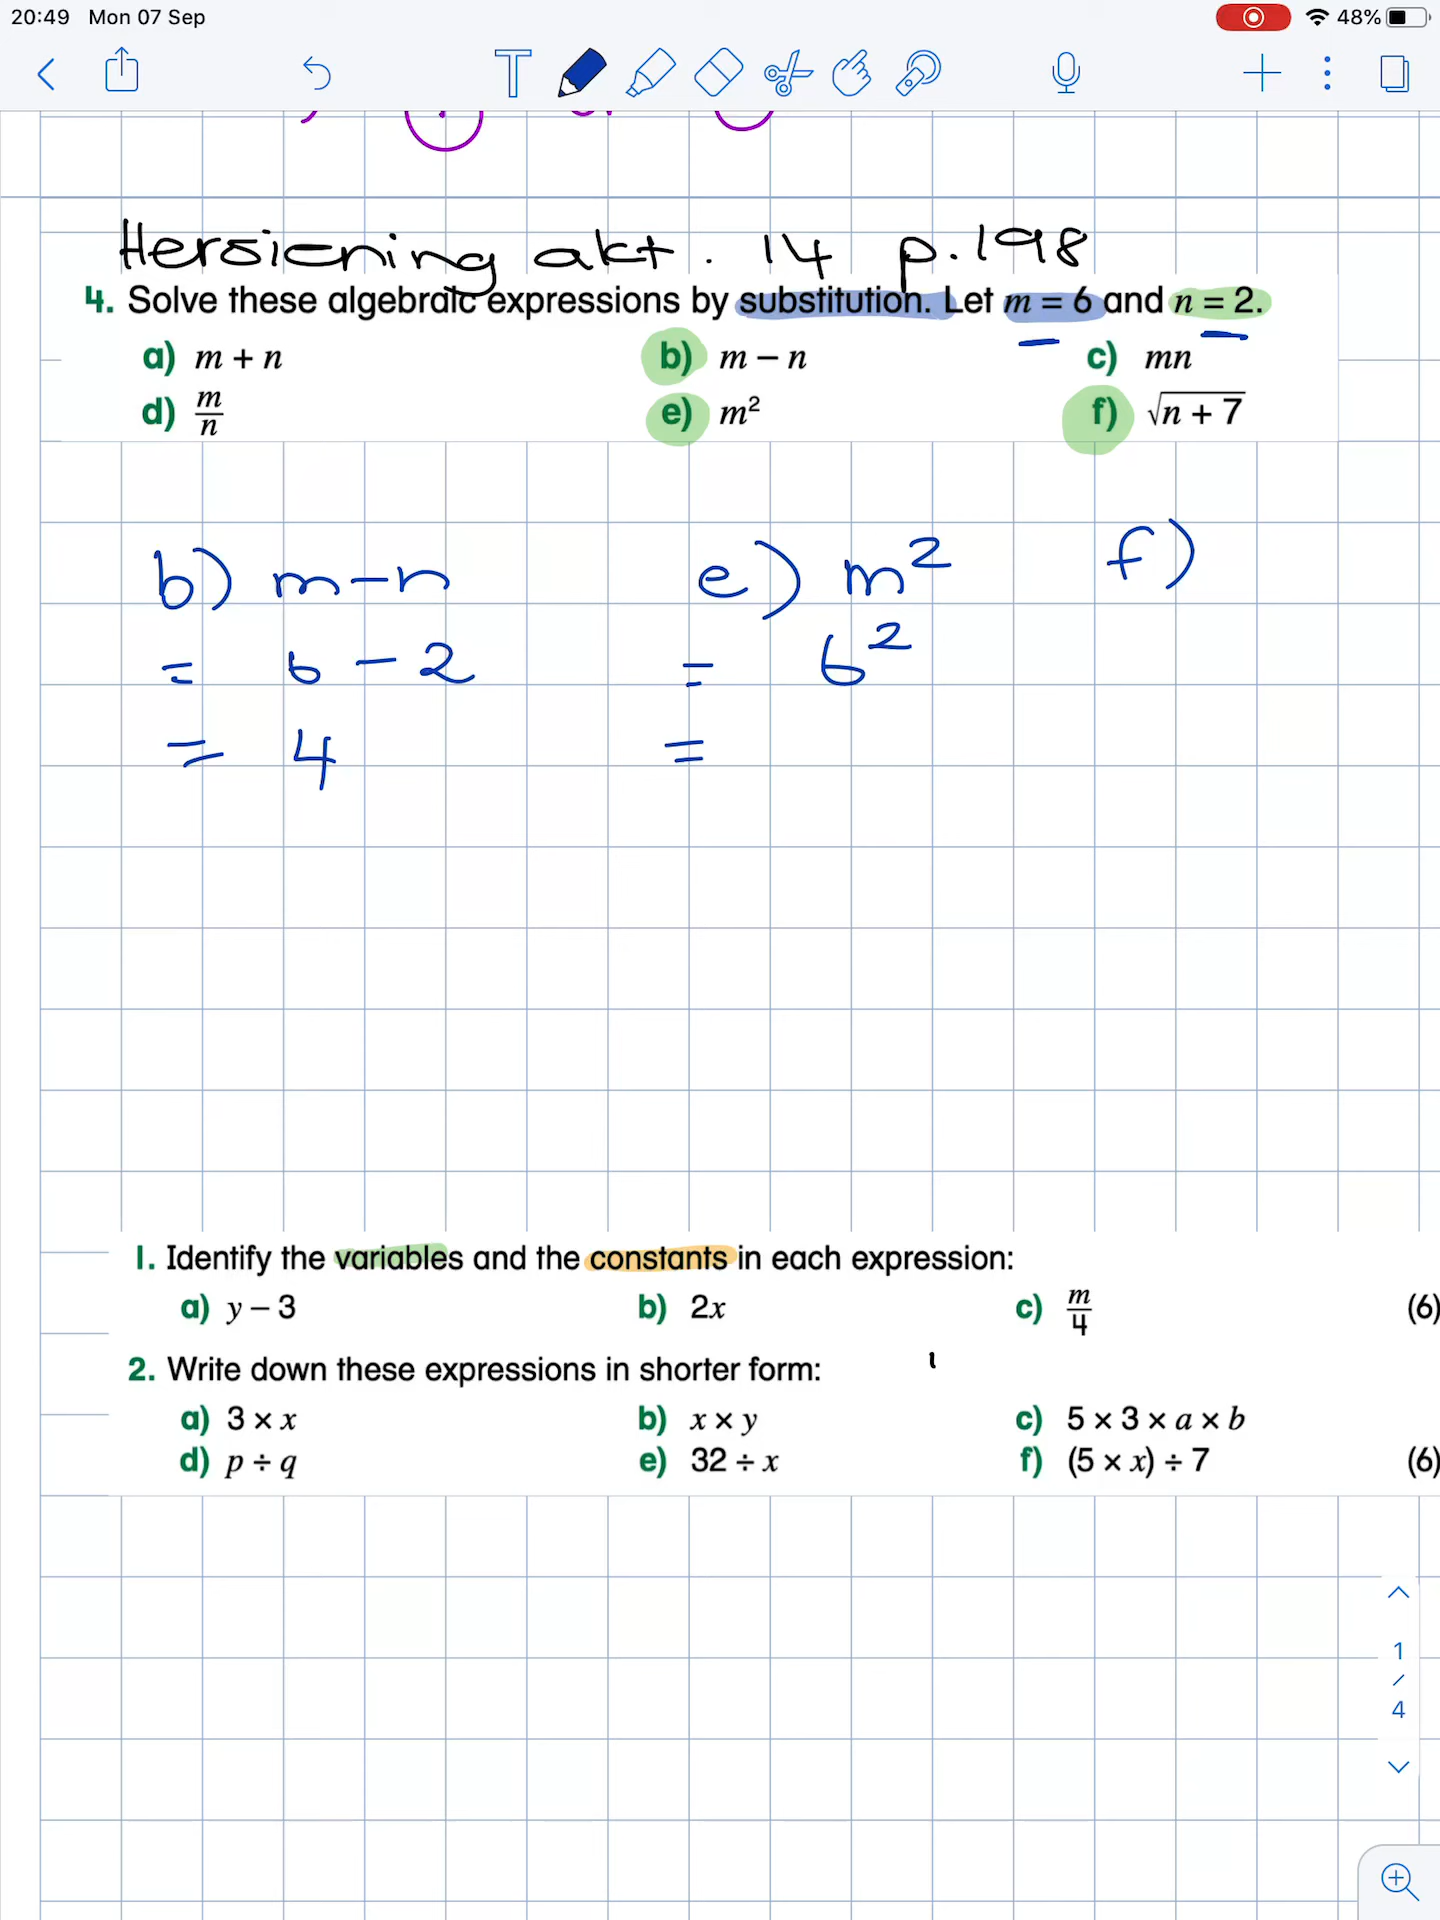 20:49 Mon 07 Sep 48%
Hersiening akt. 14 p.198
4. Solve these algebraic expressions by substitution. Let m = 6 and n = 2.
a) m + n b) m − n c) mn
d) m/n e) m² f) √(n + 7)
b) m − n e) m² f)
= 6 − 2 = 6²
= 4 =
1. Identify the variables and the constants in each expression:
a) y − 3 b) 2x c) m/4 (6)
2. Write down these expressions in shorter form:
a) 3 × x b) x × y c) 5 × 3 × a × b
d) p ÷ q e) 32 ÷ x f) (5 × x) ÷ 7 (6)
1
/
4